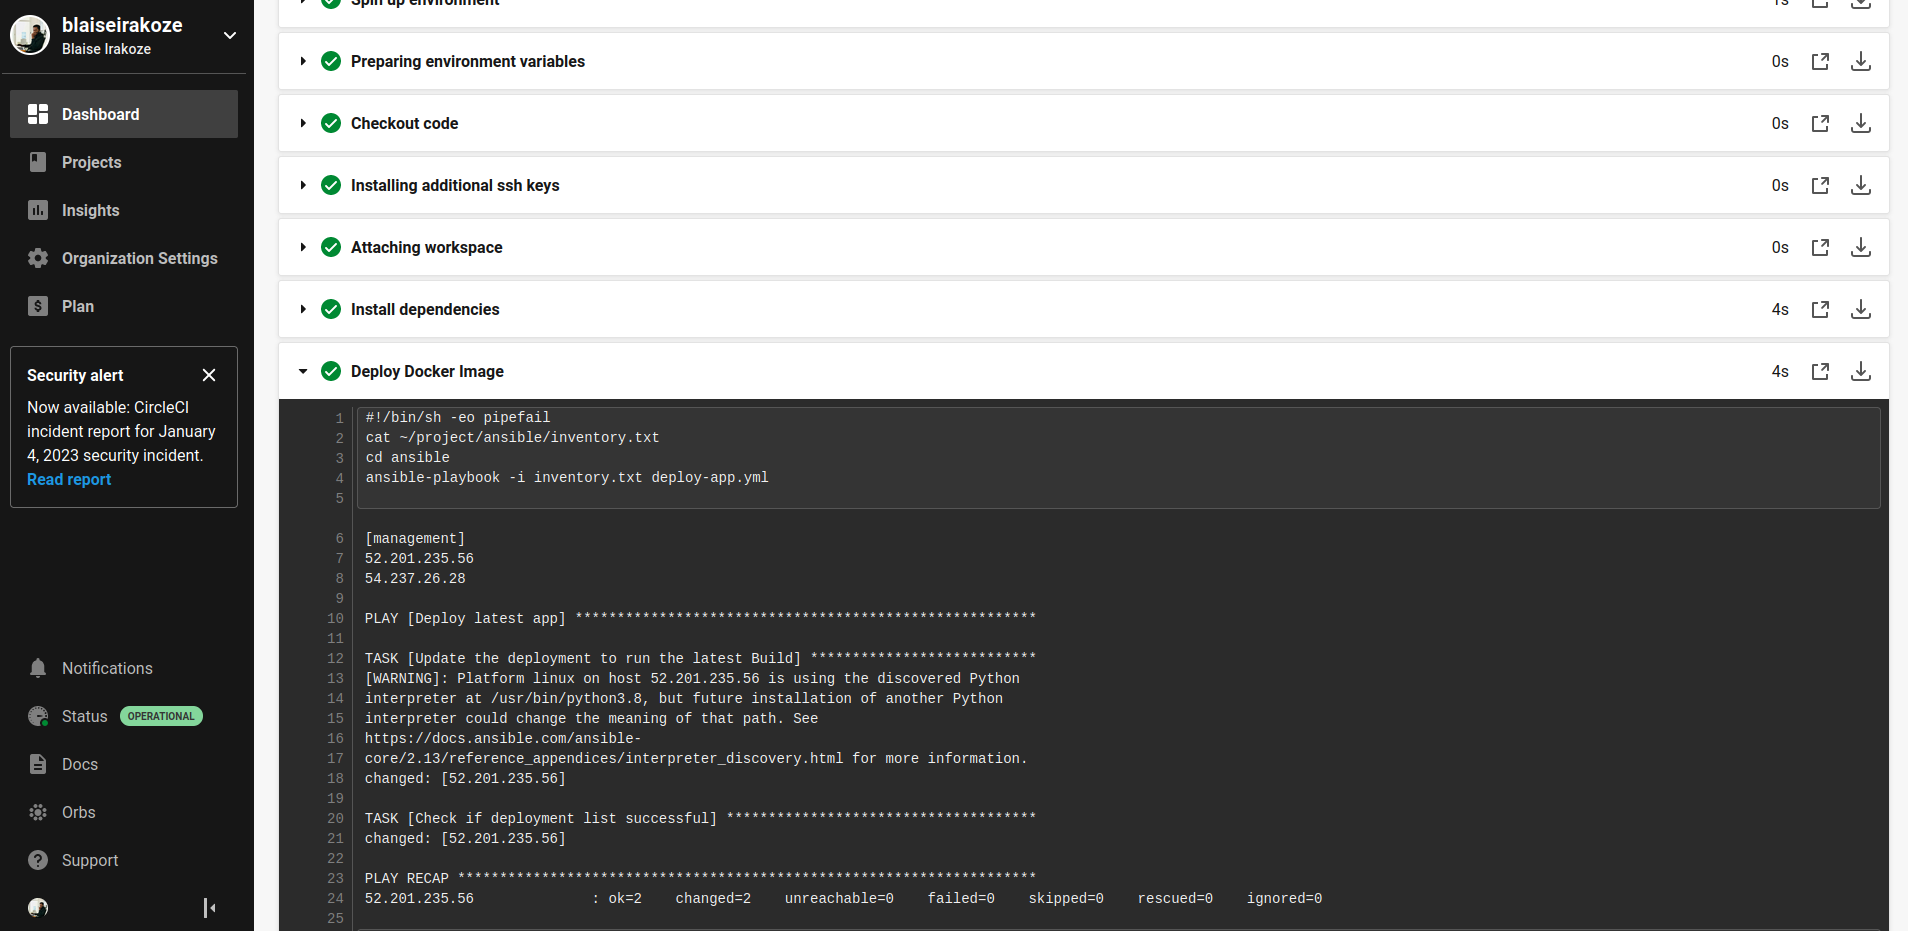 blaiseirakoze
Blaise Irakoze
Dashboard
Projects
Insights
Organization Settings
Plan
Security alert
Now available: CircleCI
incident report for January
4, 2023 security incident.
Read report
Notifications
Status OPERATIONAL
Docs
Orbs
Support
Spin up environment 1s
Preparing environment variables 0s
Checkout code 0s
Installing additional ssh keys 0s
Attaching workspace 0s
Install dependencies 4s
Deploy Docker Image 4s
1 #!/bin/sh -eo pipefail
2 cat ~/project/ansible/inventory.txt
3 cd ansible
4 ansible-playbook -i inventory.txt deploy-app.yml
5
6 [management]
7 52.201.235.56
8 54.237.26.28
9
10 PLAY [Deploy latest app] *******************************************************
11
12 TASK [Update the deployment to run the latest Build] ***************************
13 [WARNING]: Platform linux on host 52.201.235.56 is using the discovered Python
14 interpreter at /usr/bin/python3.8, but future installation of another Python
15 interpreter could change the meaning of that path. See
16 https://docs.ansible.com/ansible-
17 core/2.13/reference_appendices/interpreter_discovery.html for more information.
18 changed: [52.201.235.56]
19
20 TASK [Check if deployment list successful] *************************************
21 changed: [52.201.235.56]
22
23 PLAY RECAP *********************************************************************
24 52.201.235.56 : ok=2 changed=2 unreachable=0 failed=0 skipped=0 rescued=0 ignored=0
25